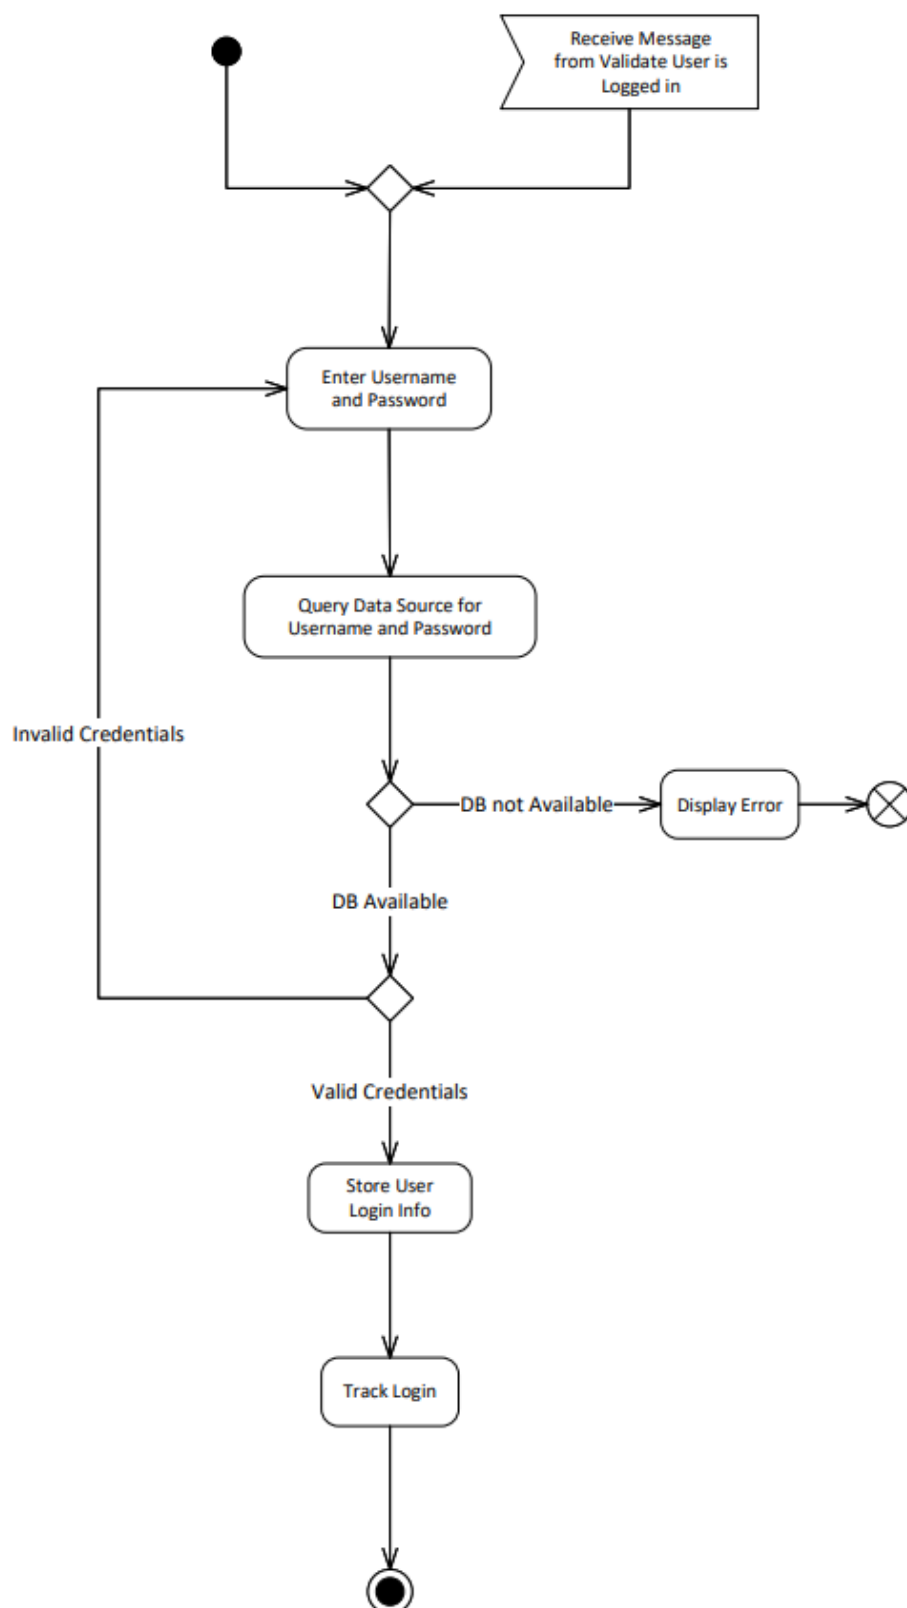 Receive Message
from Validate User is
Logged in
Enter Username
and Password
Query Data Source for
Username and Password
Invalid Credentials
DB not Available
Display Error
DB Available
Valid Credentials
Store User
Login Info
Track Login